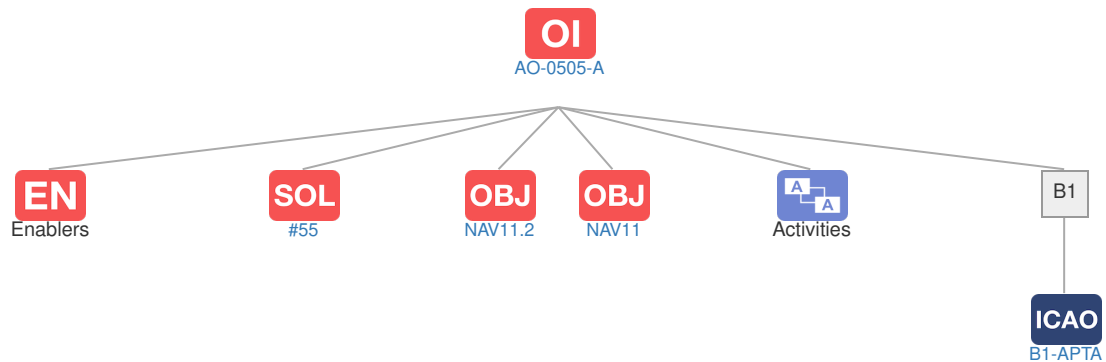 OI
AO-0505-A
EN
Enablers
SOL
#55
OBJ
NAV11.2
OBJ
NAV11
A
A
Activities
B1
ICAO
B1-APTA